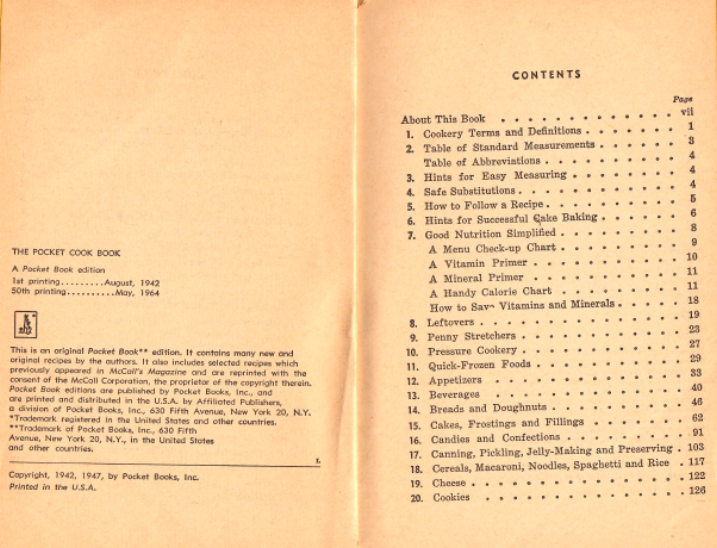 THE POCKET COOK BOOK
A Pocket Book edition
1st printing.........August, 1942
50th printing..........May, 1964
This is an original Pocket Book** edition. It contains many new and
original recipes by the authors. It also includes selected recipes which
previously appeared in McCall's Magazine and are reprinted with the
consent of the McCall Corporation, the proprietor of the copyright therein.
Pocket Book editions are published by Pocket Books, Inc., and
are printed and distributed in the U.S.A. by Affiliated Publishers,
a division of Pocket Books, Inc., 630 Fifth Avenue, New York 20, N.Y.
*Trademark registered in the United States and other countries.
**Trademark of Pocket Books, Inc., 630 Fifth
Avenue, New York 20, N.Y., in the United States
and other countries.
L
Copyright, 1942, 1947, by Pocket Books, Inc.
Printed in the U.S.A.
CONTENTS
Page
About This Book . . . . . . . . . . . . . vii
1. Cookery Terms and Definitions . . . . . . . 1
2. Table of Standard Measurements . . . . . . 3
Table of Abbreviations . . . . . . . . . . 4
3. Hints for Easy Measuring . . . . . . . . 4
4. Safe Substitutions . . . . . . . . . . . . 4
5. How to Follow a Recipe . . . . . . . . . . 5
6. Hints for Successful Cake Baking . . . . . . 6
7. Good Nutrition Simplified . . . . . . . . . 8
A Menu Check-up Chart . . . . . . . . . 9
A Vitamin Primer . . . . . . . . . . . 10
A Mineral Primer . . . . . . . . . . . 11
A Handy Calorie Chart . . . . . . . . . 11
How to Save Vitamins and Minerals . . . . . 18
8. Leftovers . . . . . . . . . . . . . . . 19
9. Penny Stretchers . . . . . . . . . . . . 23
10. Pressure Cookery . . . . . . . . . . . . 27
11. Quick-Frozen Foods . . . . . . . . . . . 29
12. Appetizers . . . . . . . . . . . . . . 33
13. Beverages . . . . . . . . . . . . . . 40
14. Breads and Doughnuts . . . . . . . . . . 46
15. Cakes, Frostings and Fillings . . . . . . . 62
16. Candies and Confections . . . . . . . . . 91
17. Canning, Pickling, Jelly-Making and Preserving . 103
18. Cereals, Macaroni, Noodles, Spaghetti and Rice . 117
19. Cheese . . . . . . . . . . . . . . . 122
20. Cookies . . . . . . . . . . . . . . 126